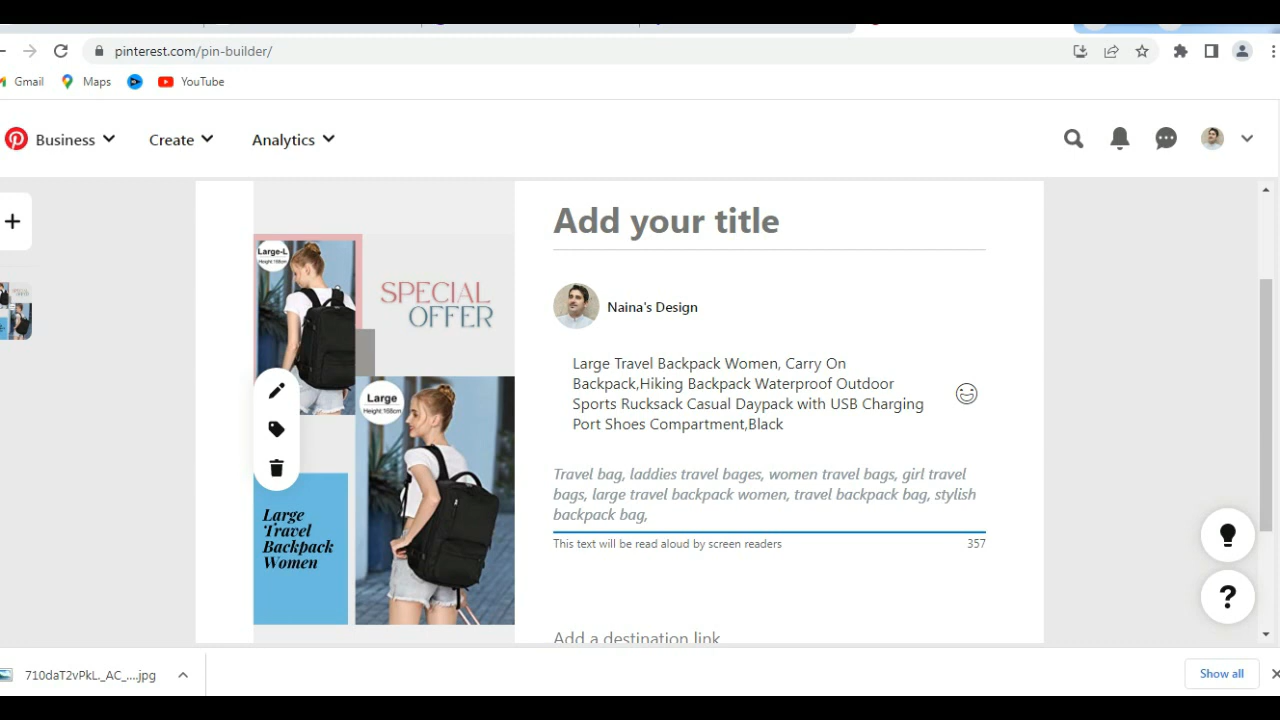 pinterest.com/pin-builder/
Gmail
Maps
YouTube
Business
Create
Analytics
Add your title
Large-L
Height:168cm
SPECIAL
OFFER
Naina's Design
Large Travel Backpack Women, Carry On
Backpack,Hiking Backpack Waterproof Outdoor
Sports Rucksack Casual Daypack with USB Charging
Port Shoes Compartment,Black
Large
Height:168cm
Travel bag, laddies travel bages, women travel bags, girl travel
bags, large travel backpack women, travel backpack bag, stylish
backpack bag,
This text will be read aloud by screen readers
357
Large
Travel
Backpack
Women
Add a destination link
710daT2vPkL._AC_....jpg
Show all